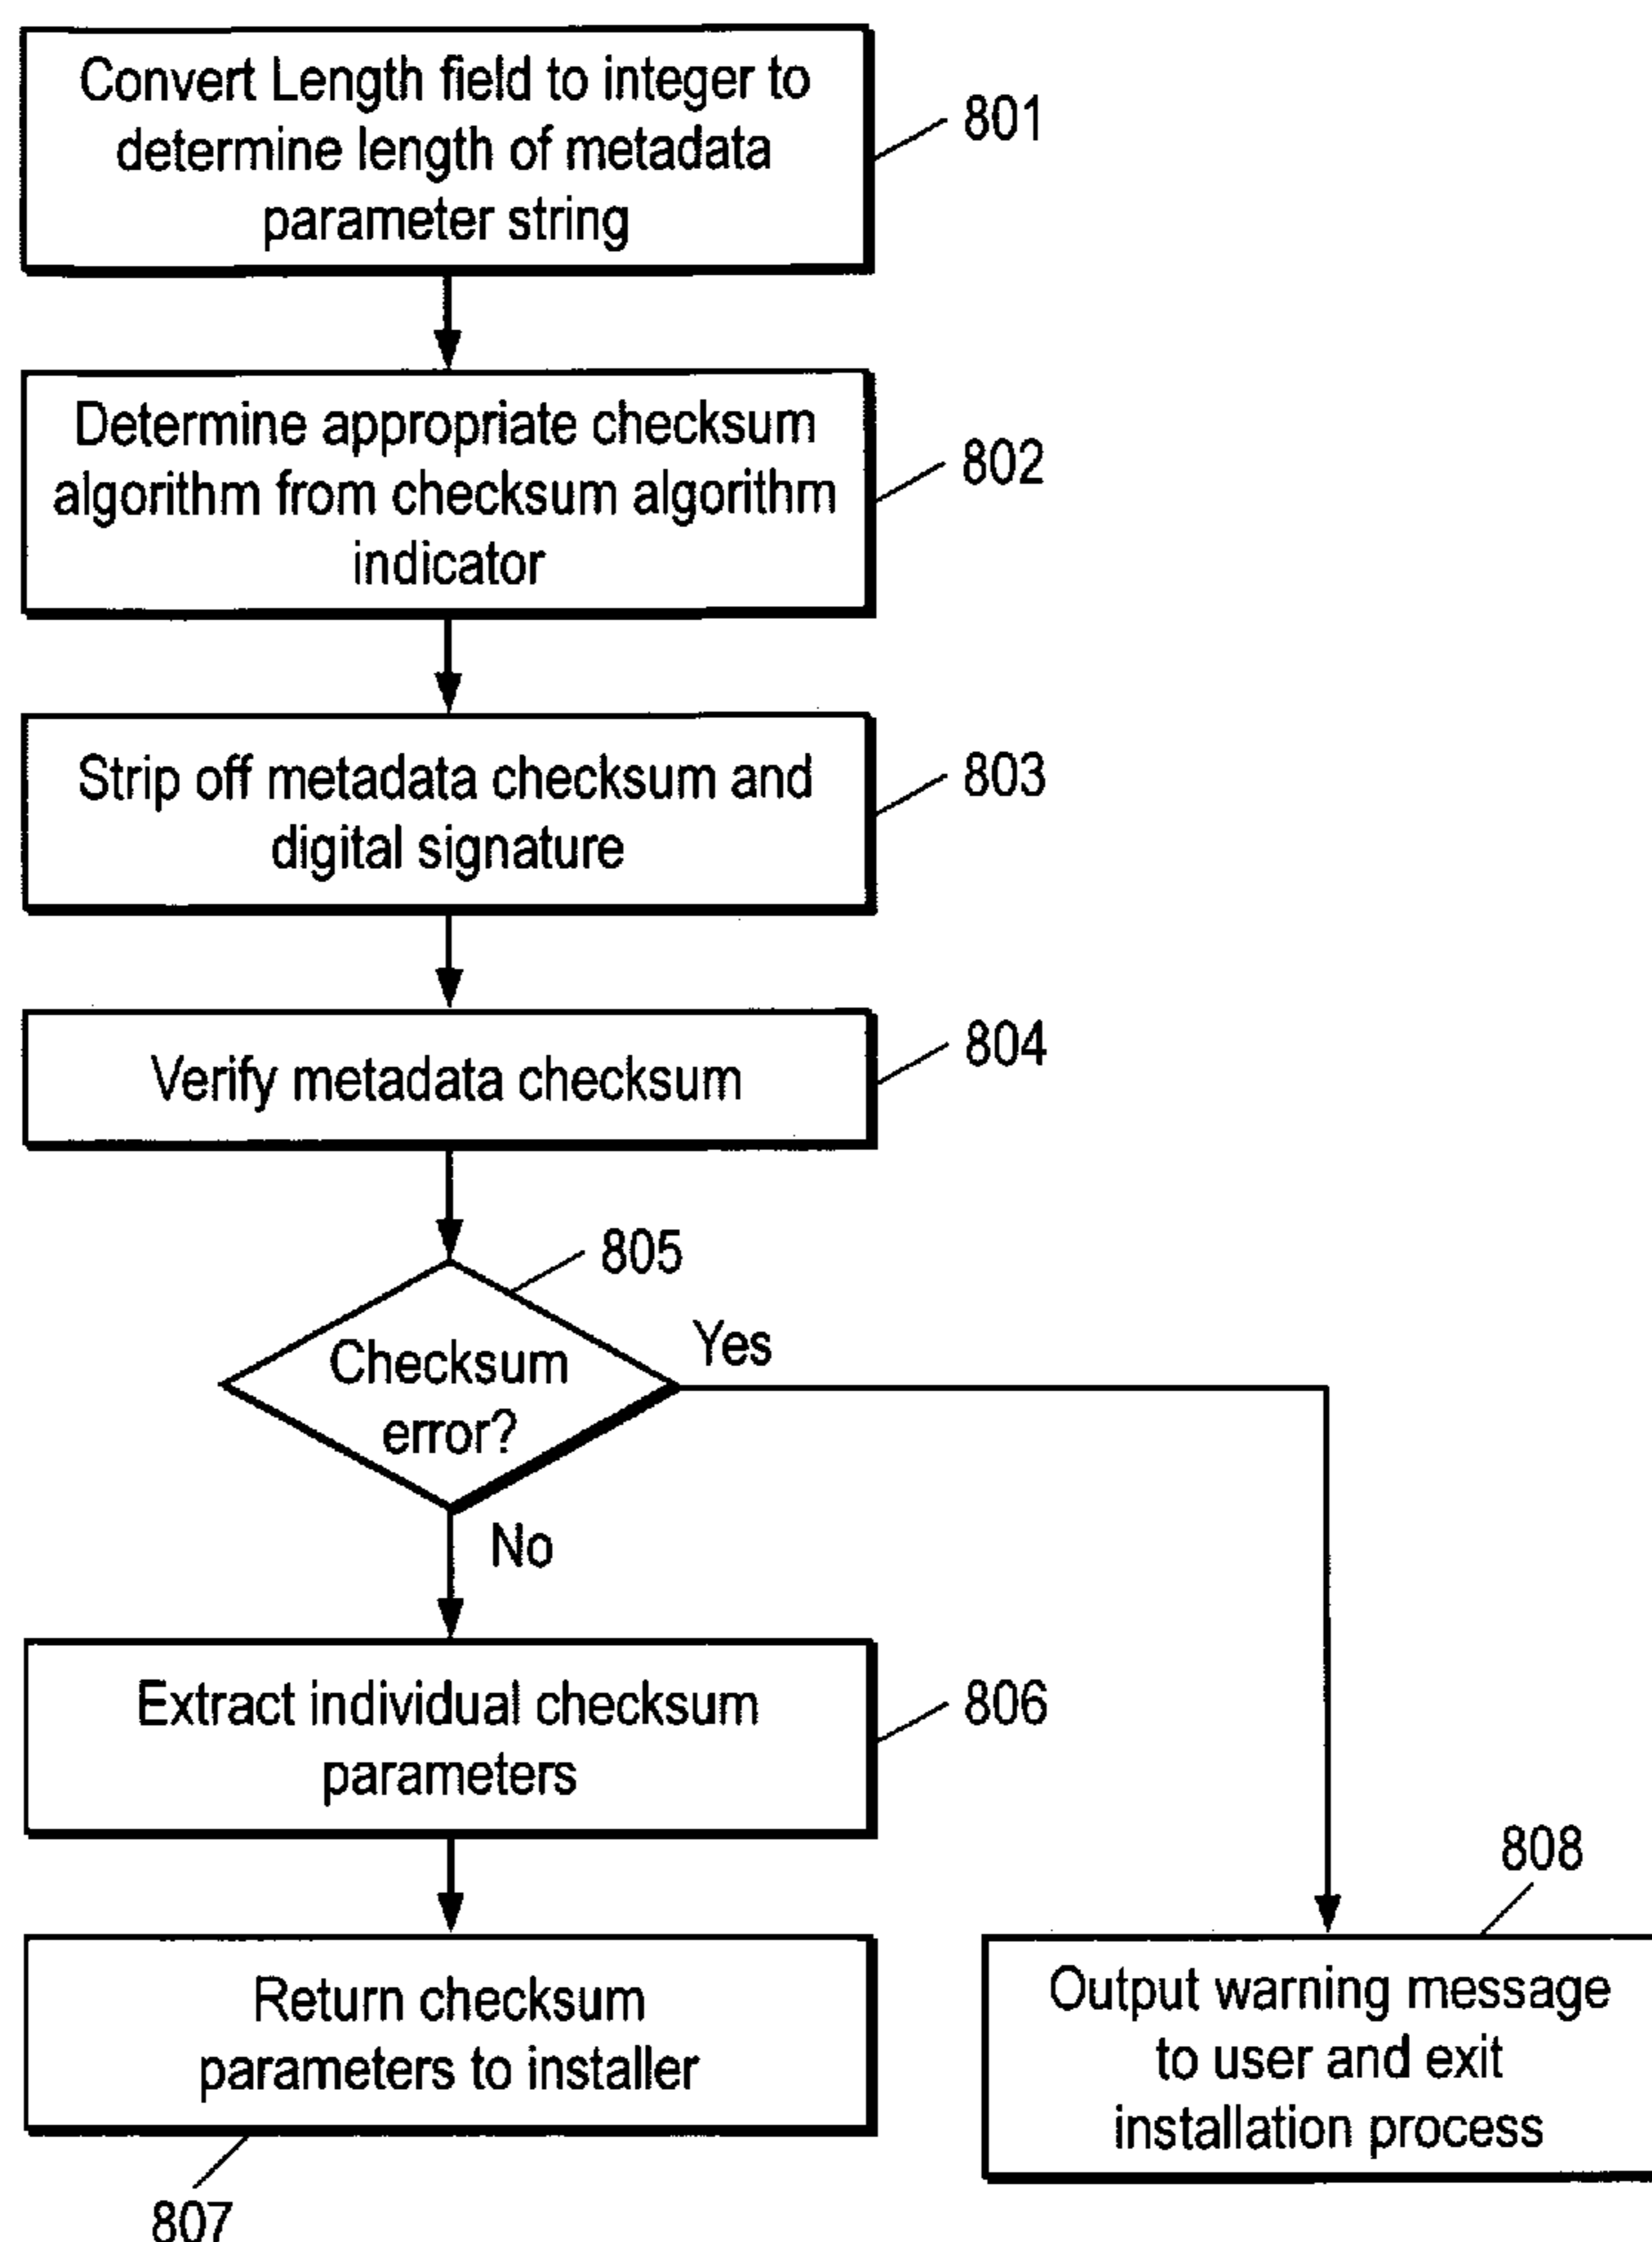 Convert Length field to integer to
determine length of metadata
parameter string
801
Determine appropriate checksum
algorithm from checksum algorithm
indicator
802
Strip off metadata checksum and
digital signature
803
Verify metadata checksum
804
805
Checksum
error?
Yes
No
Extract individual checksum
parameters
806
Return checksum
parameters to installer
807
808
Output warning message
to user and exit
installation process